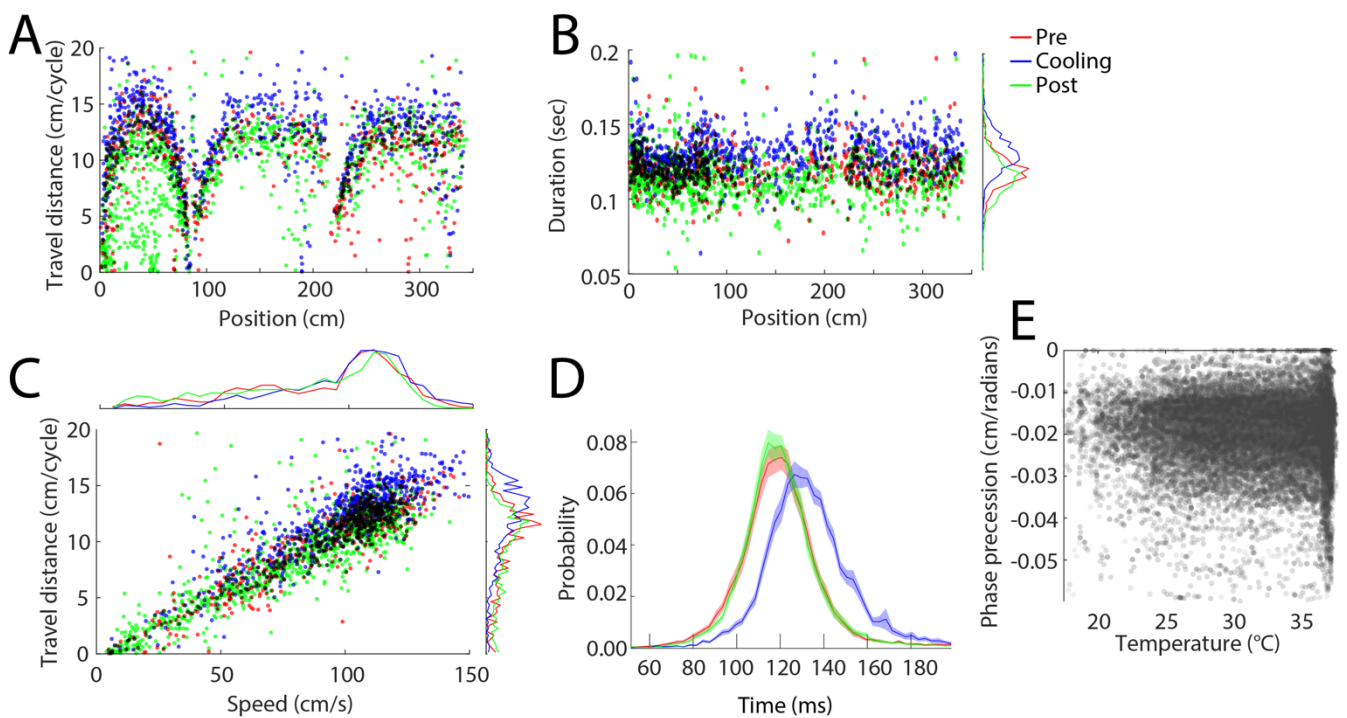 A
Travel distance (cm/cycle)
20
15
10
5
0
0 100 200 300
Position (cm)
B
Duration (sec)
0.2
0.15
0.1
0.05
0 100 200 300
Position (cm)
Pre
Cooling
Post
C
Travel distance (cm/cycle)
20
15
10
5
0
0 50 100 150
Speed (cm/s)
D
Probability
0.08
0.06
0.04
0.02
0.00
60 80 100 120 140 160 180
Time (ms)
E
Phase precession (cm/radians)
0
-0.01
-0.02
-0.03
-0.04
-0.05
20 25 30 35
Temperature (°C)